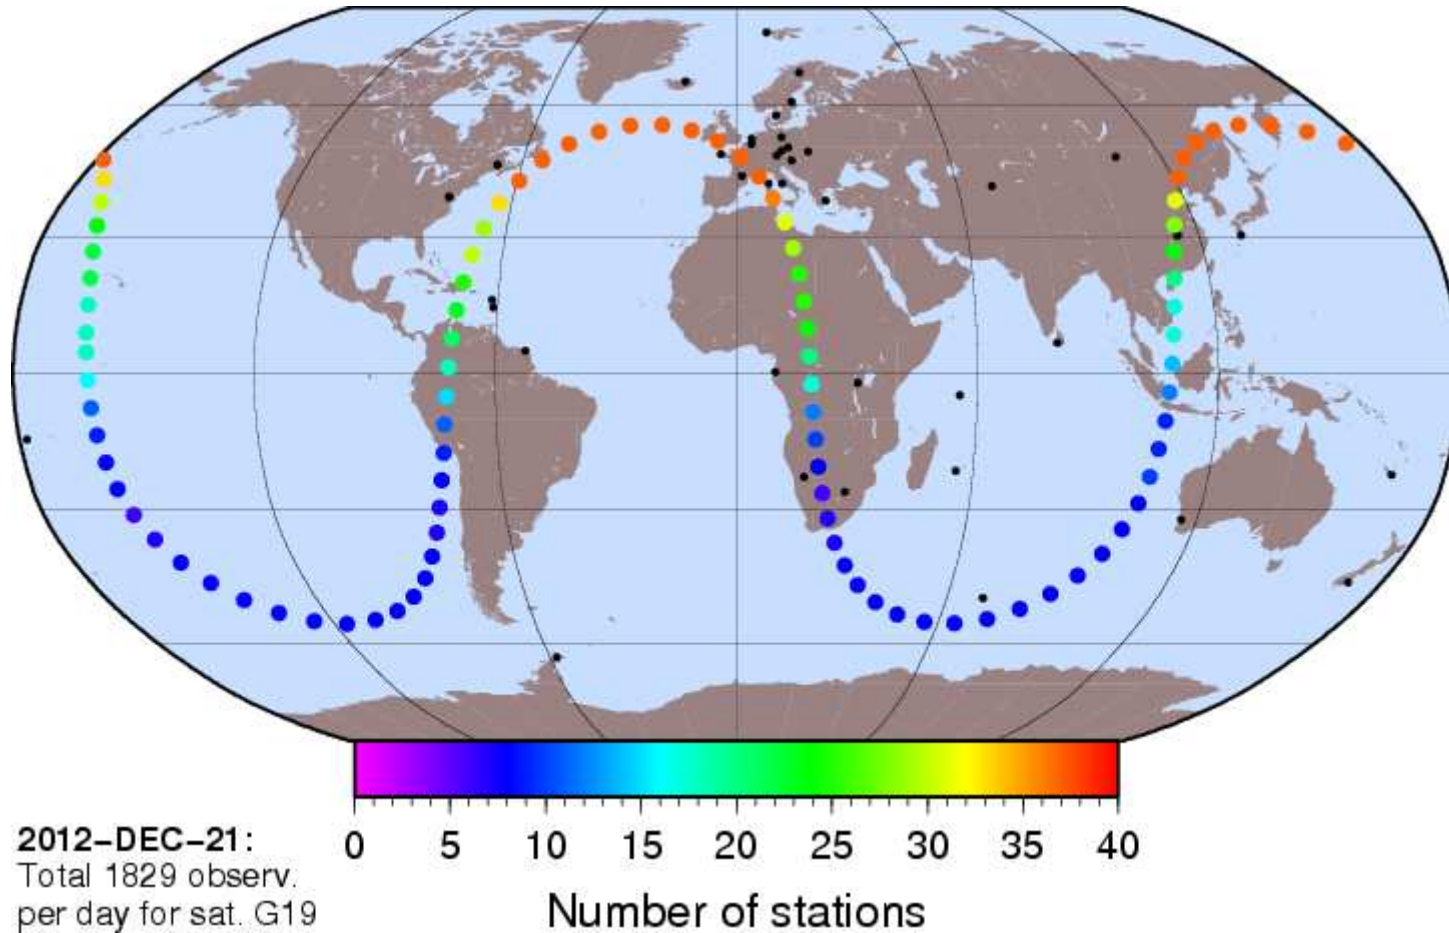 0 5 10 15 20 25 30 35 40
2012-DEC-21:
Total 1829 observ.
per day for sat. G19
Number of stations